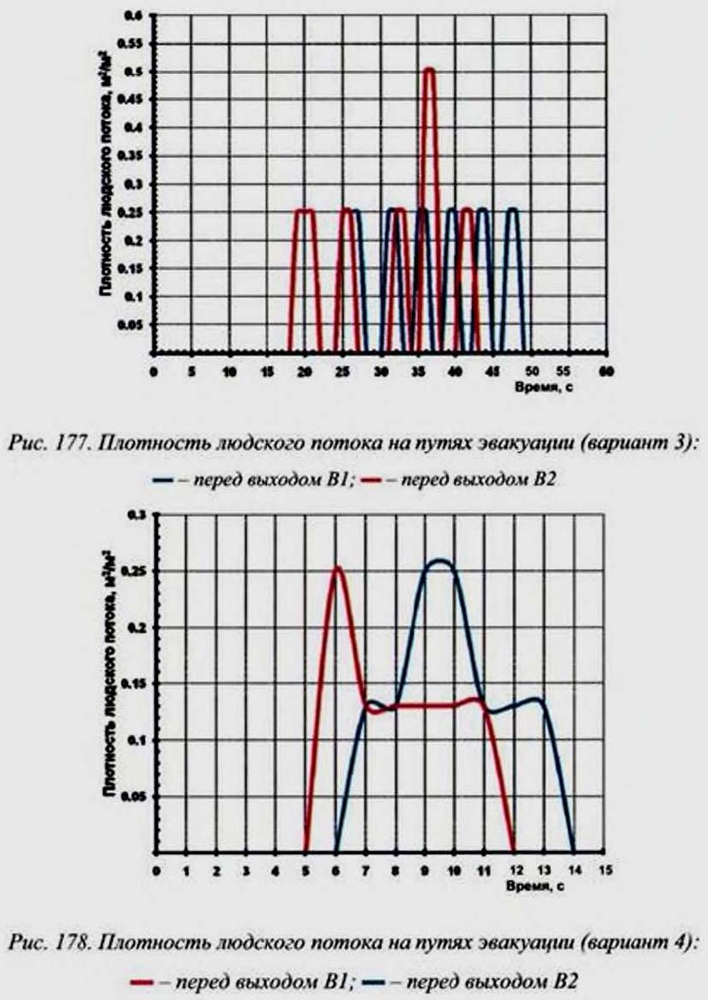 Плотность людского потока, м²/м²
0.6
0.55
0.5
0.45
0.4
0.35
0.3
0.25
0.2
0.15
0.1
0.05
0 5 10 15 20 25 30 35 40 45 50 55 60
Время, с
Рис. 177. Плотность людского потока на путях эвакуации (вариант 3):
– перед выходом В1; – перед выходом В2
Плотность людского потока, м²/м²
0.3
0.25
0.2
0.15
0.1
0.05
0 1 2 3 4 5 6 7 8 9 10 11 12 13 14 15
Время, с
Рис. 178. Плотность людского потока на путях эвакуации (вариант 4):
– перед выходом В1; – перед выходом В2